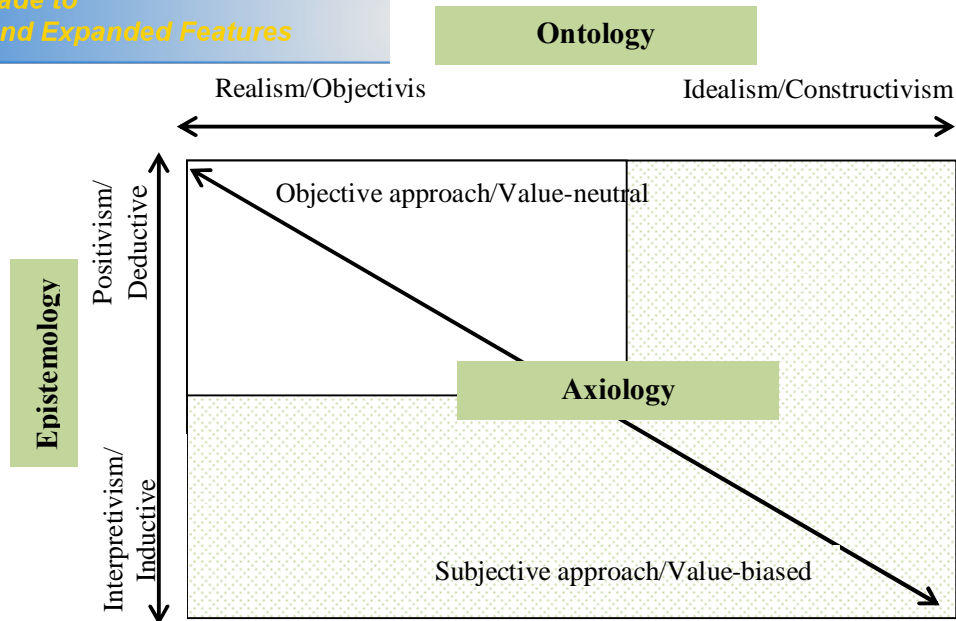 nd Expanded Features
Ontology
Realism/Objectivis
Idealism/Constructivism
Objective approach/Value-neutral
Positivism/
Deductive
Epistemology
Axiology
Interpretivism/
Inductive
Subjective approach/Value-biased